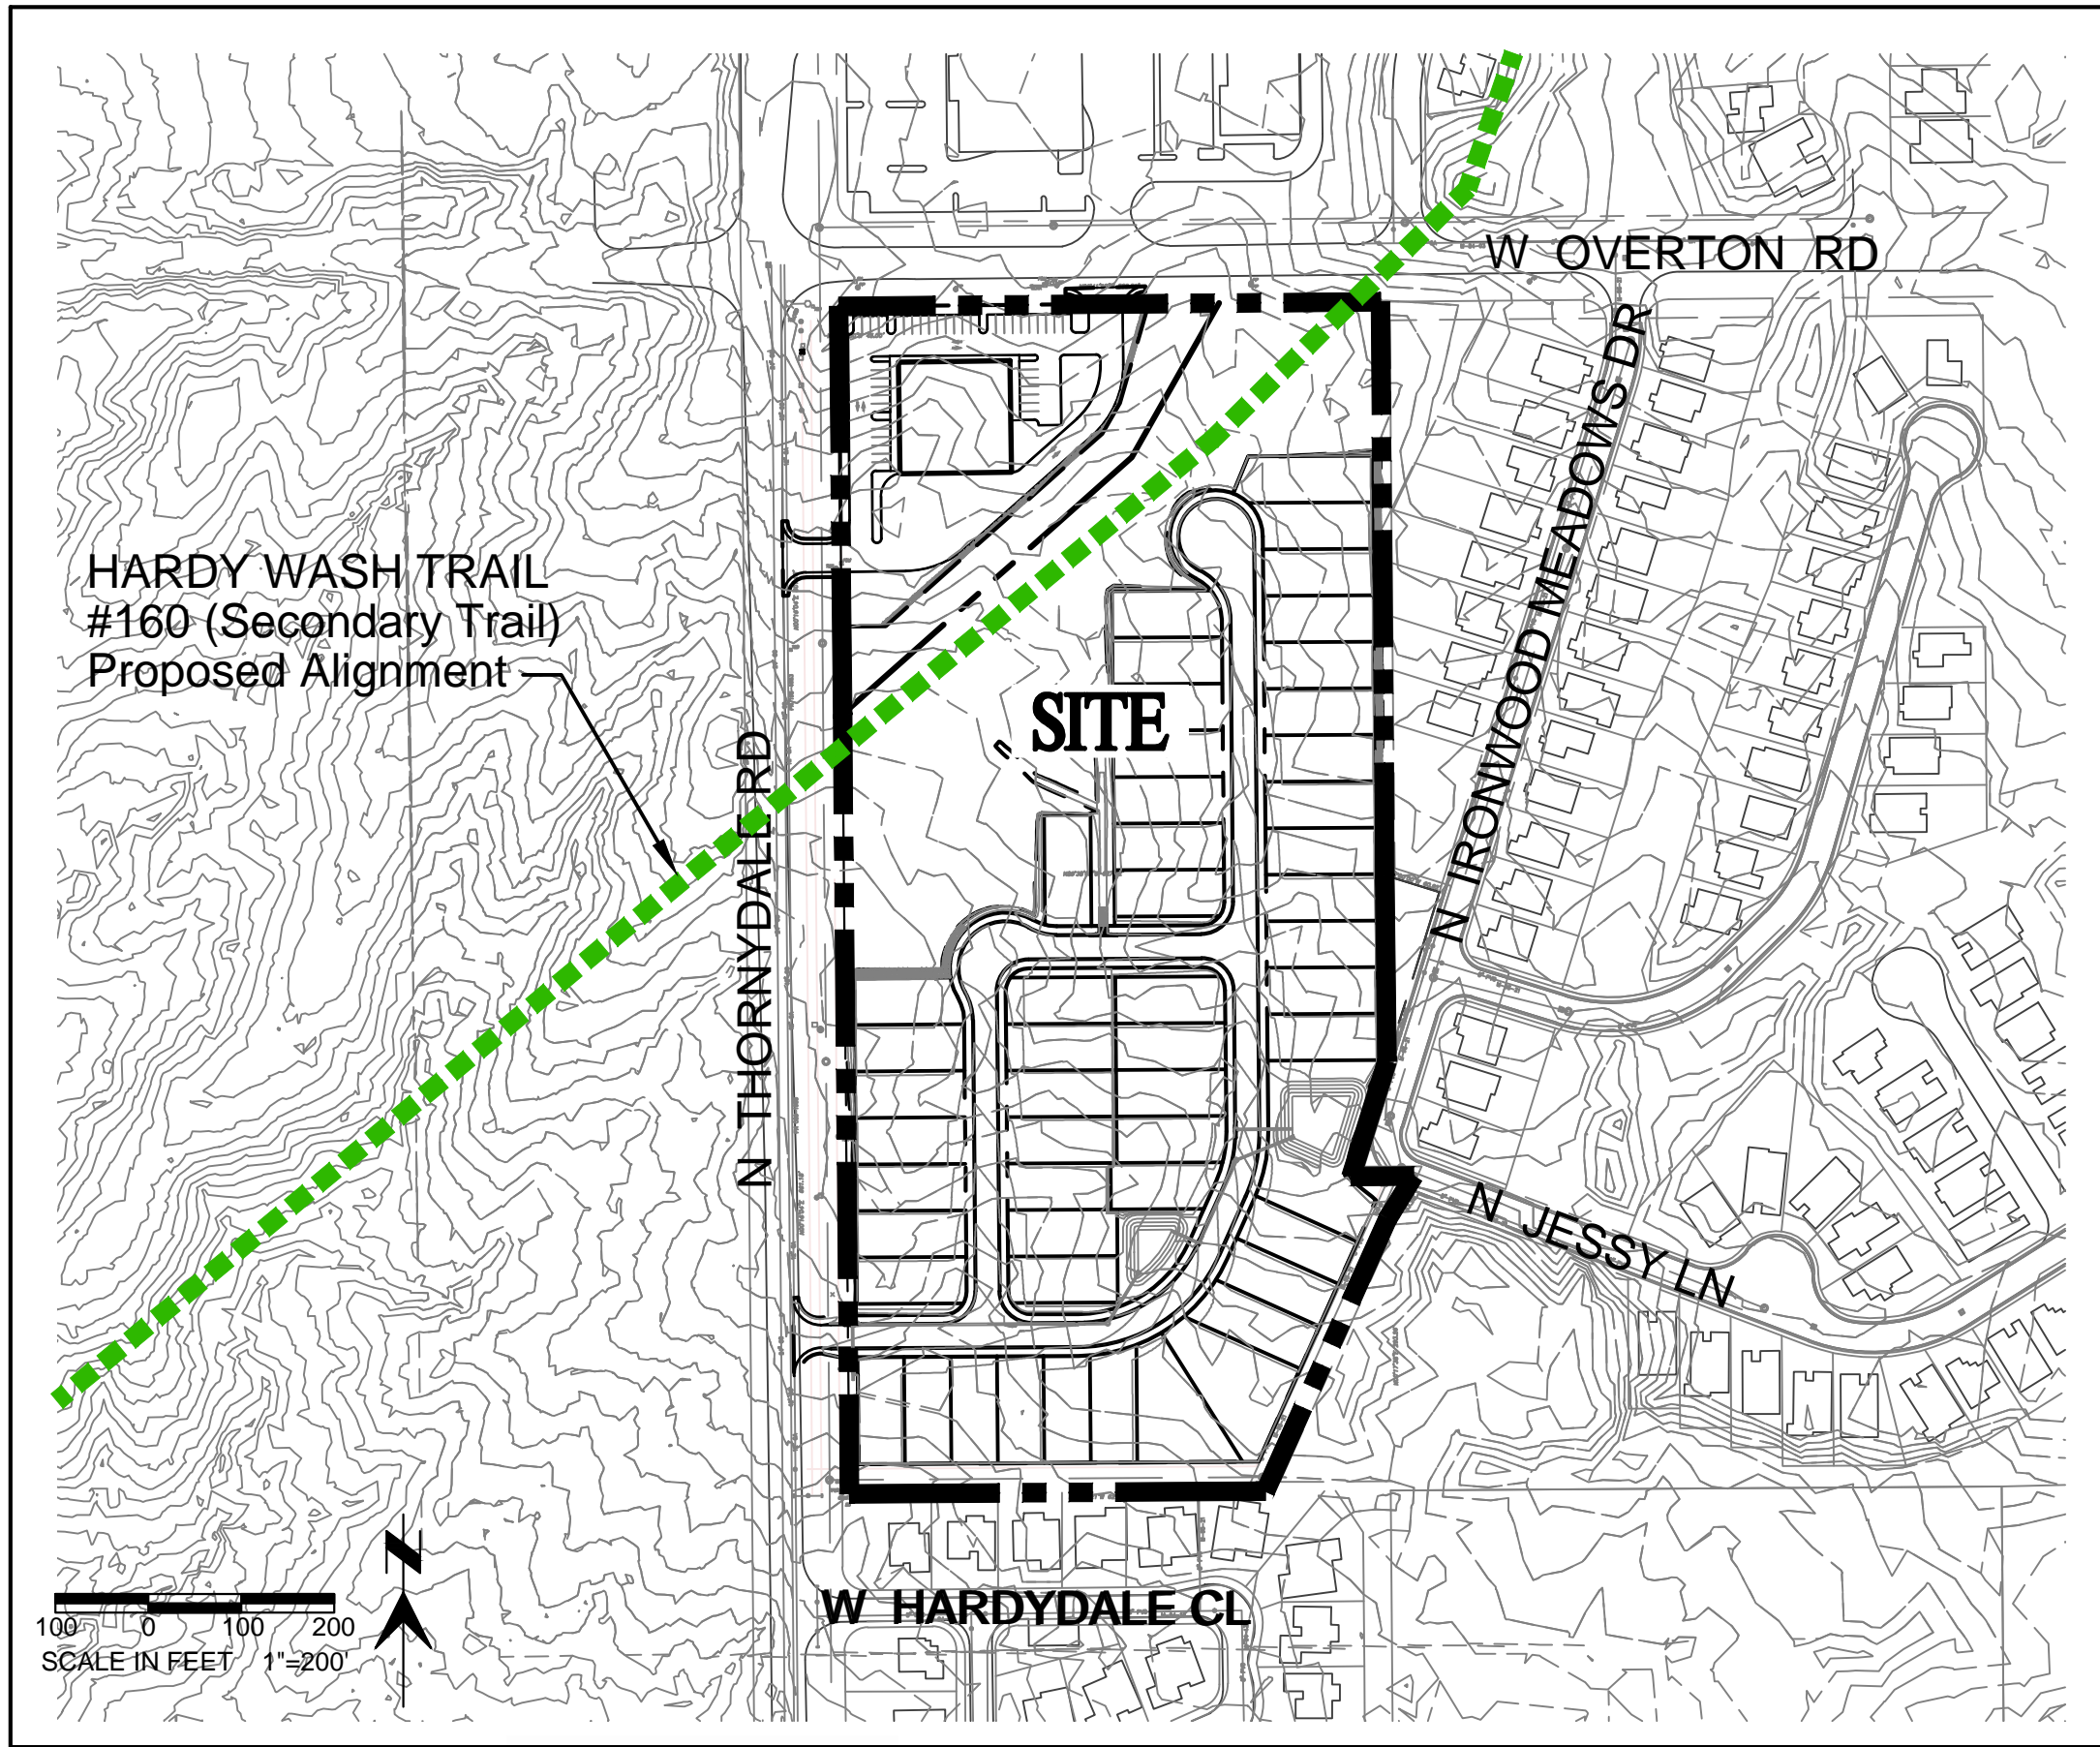 W OVERTON RD
HARDY WASH TRAIL
#160 (Secondary Trail)
Proposed Alignment
SITE
N THORNYDALE RD
N IRONWOOD MEADOWS DR
N JESSY LN
W HARDYDALE CL
N
100 0 100 200
SCALE IN FEET 1"=200'